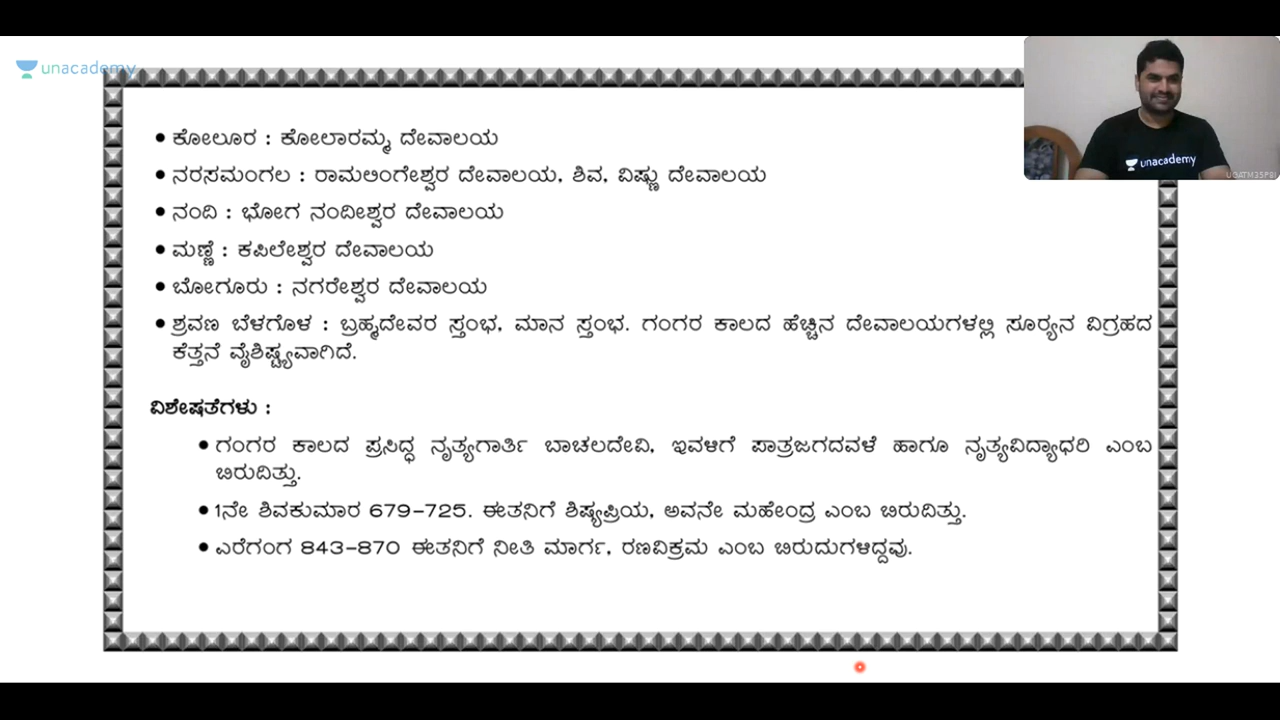 unacademy
unacademy
UOATM35P8I
• ಕೋಲೂರ : ಕೋಲಾರಮ್ಮ ದೇವಾಲಯ
• ನರಸಮಂಗಲ : ರಾಮಲಿಂಗೇಶ್ವರ ದೇವಾಲಯ, ಶಿವ, ವಿಷ್ಣು ದೇವಾಲಯ
• ನಂದಿ : ಭೋಗ ನಂದೀಶ್ವರ ದೇವಾಲಯ
• ಮಣ್ಣೆ : ಕಪಿಲೇಶ್ವರ ದೇವಾಲಯ
• ಬೋಗೂರು : ನಗರೇಶ್ವರ ದೇವಾಲಯ
• ಶ್ರವಣ ಬೆಳಗೊಳ : ಬ್ರಹ್ಮದೇವರ ಸ್ತಂಭ, ಮಾನ ಸ್ತಂಭ. ಗಂಗರ ಕಾಲದ ಹೆಚ್ಚಿನ ದೇವಾಲಯಗಳಲ್ಲಿ ಸೂರ್‍ಯನ ವಿಗ್ರಹದ
ಕೆತ್ತನೆ ವೈಶಿಷ್ಟ್ಯವಾಗಿದೆ.
ವಿಶೇಷತೆಗಳು :
• ಗಂಗರ ಕಾಲದ ಪ್ರಸಿದ್ಧ ನೃತ್ಯಗಾರ್ತಿ ಬಾಚಲದೇವಿ, ಇವಳಿಗೆ ಪಾತ್ರಜಗದವಳೆ ಹಾಗೂ ನೃತ್ಯವಿದ್ಯಾಧರಿ ಎಂಬ
ಬಿರುದಿತ್ತು.
• 1ನೇ ಶಿವಕುಮಾರ 679-725. ಈತನಿಗೆ ಶಿಷ್ಯಪ್ರಿಯ, ಅವನೇ ಮಹೇಂದ್ರ ಎಂಬ ಬಿರುದಿತ್ತು.
• ಎರೆಗಂಗ 843-870 ಈತನಿಗೆ ನೀತಿ ಮಾರ್ಗ, ರಣವಿಕ್ರಮ ಎಂಬ ಬಿರುದುಗಳಿದ್ದವು.